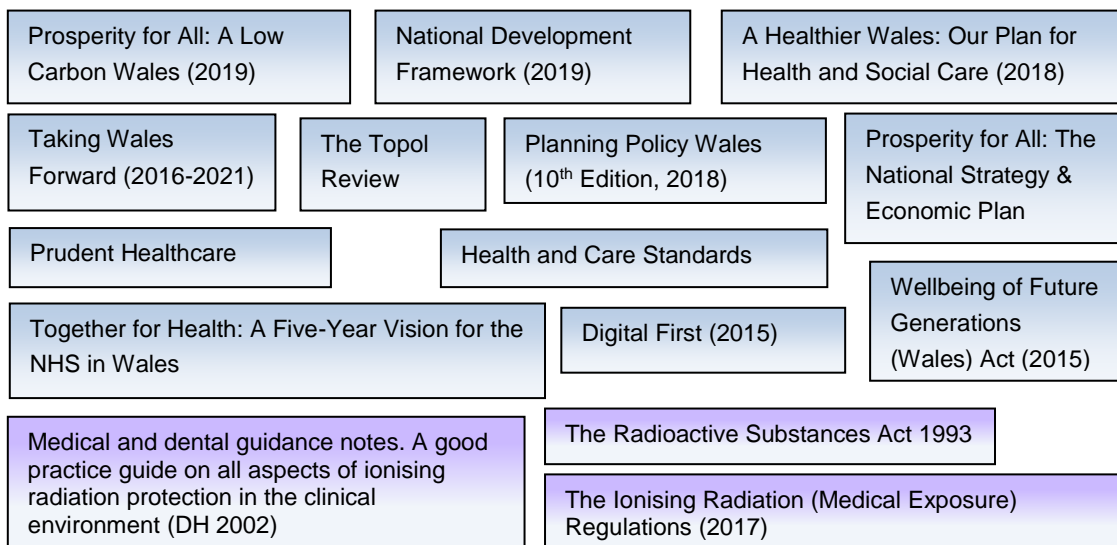 Prosperity for All: A Low
Carbon Wales (2019)
National Development
Framework (2019)
A Healthier Wales: Our Plan for
Health and Social Care (2018)
Taking Wales
Forward (2016-2021)
The Topol
Review
Planning Policy Wales
(10th Edition, 2018)
Prosperity for All: The
National Strategy &
Economic Plan
Prudent Healthcare
Health and Care Standards
Wellbeing of Future
Generations
(Wales) Act (2015)
Together for Health: A Five-Year Vision for the
NHS in Wales
Digital First (2015)
Medical and dental guidance notes. A good
practice guide on all aspects of ionising
radiation protection in the clinical
environment (DH 2002)
The Radioactive Substances Act 1993
The Ionising Radiation (Medical Exposure)
Regulations (2017)